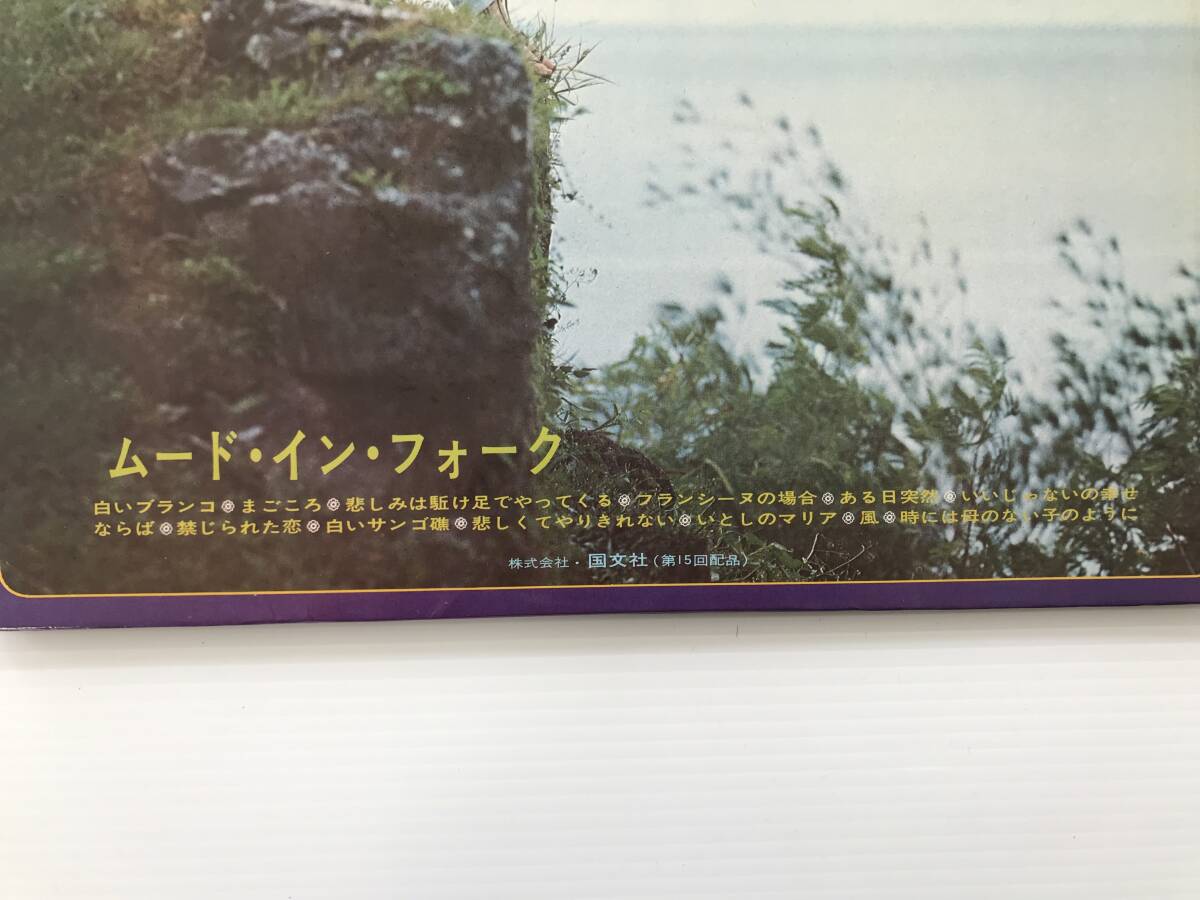 ムード・イン・フォーク
白いブランコ❂まごころ❂悲しみは駈け足でやってくる❂フランシーヌの場合❂ある日突然❂いいじゃないの幸せ
ならば❂禁じられた恋❂白いサンゴ礁❂悲しくてやりきれない❂いとしのマリア❂風❂時には母のない子のように
株式会社・国文社(第15回配品)